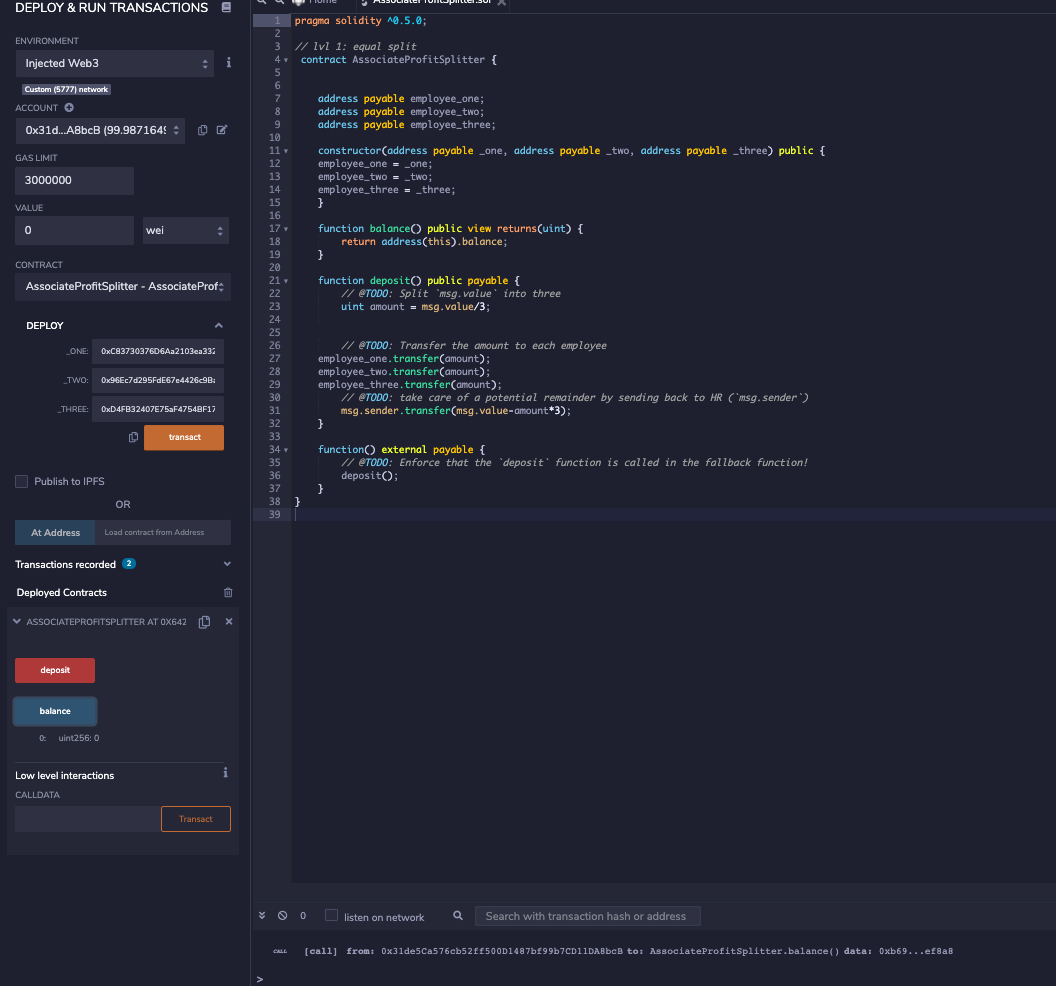 DEPLOY & RUN TRANSACTIONS
ENVIRONMENT
Injected Web3
Custom (5777) network
ACCOUNT
0x31d...A8bcB (99.9871649
GAS LIMIT
3000000
VALUE
0
wei
CONTRACT
AssociateProfitSplitter - AssociateProf
DEPLOY
_ONE:
0xC83730376D6Aa2103ea332
_TWO:
0x96Ec7d295FdE67e4426c9B
_THREE:
0xD4FB32407E75aF4754BF17
transact
Publish to IPFS
OR
At Address
Load contract from Address
Transactions recorded 2
Deployed Contracts
ASSOCIATEPROFITSPLITTER AT 0X642
deposit
balance
0: uint256: 0
Low level interactions
CALLDATA
Transact
Home
AssociateProfitSplitter.sol
1 pragma solidity ^0.5.0;
2
3 // lvl 1: equal split
4 contract AssociateProfitSplitter {
5
6
7 address payable employee_one;
8 address payable employee_two;
9 address payable employee_three;
10
11 constructor(address payable _one, address payable _two, address payable _three) public {
12 employee_one = _one;
13 employee_two = _two;
14 employee_three = _three;
15 }
16
17 function balance() public view returns(uint) {
18 return address(this).balance;
19 }
20
21 function deposit() public payable {
22 // @TODO: Split `msg.value` into three
23 uint amount = msg.value/3;
24
25
26 // @TODO: Transfer the amount to each employee
27 employee_one.transfer(amount);
28 employee_two.transfer(amount);
29 employee_three.transfer(amount);
30 // @TODO: take care of a potential remainder by sending back to HR (`msg.sender`)
31 msg.sender.transfer(msg.value-amount*3);
32 }
33
34 function() external payable {
35 // @TODO: Enforce that the `deposit` function is called in the fallback function!
36 deposit();
37 }
38 }
39
0
listen on network
Search with transaction hash or address
CALL [call] from: 0x31de5Ca576cb52ff500D1487bf99b7CD11DA8bcB to: AssociateProfitSplitter.balance() data: 0xb69...ef8a8
>